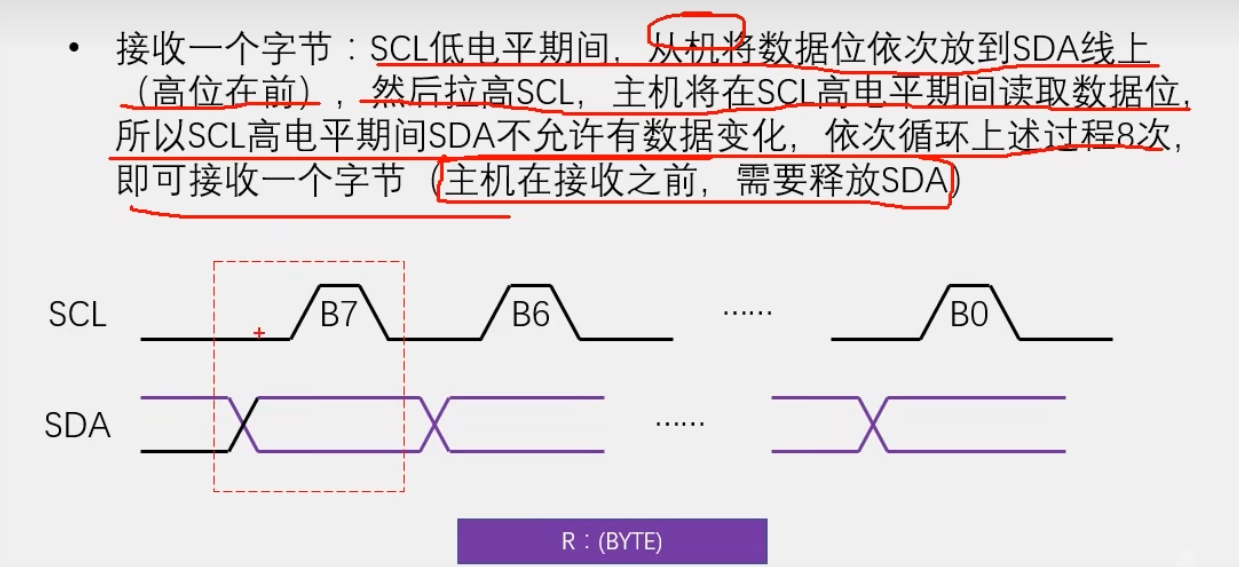 • 接收一个字节：SCL低电平期间，从机将数据位依次放到SDA线上
（高位在前），然后拉高SCL，主机将在SCL高电平期间读取数据位，
所以SCL高电平期间SDA不允许有数据变化，依次循环上述过程8次，
即可接收一个字节（主机在接收之前，需要释放SDA）
SCL B7 B6 …… B0
SDA ……
R：(BYTE)